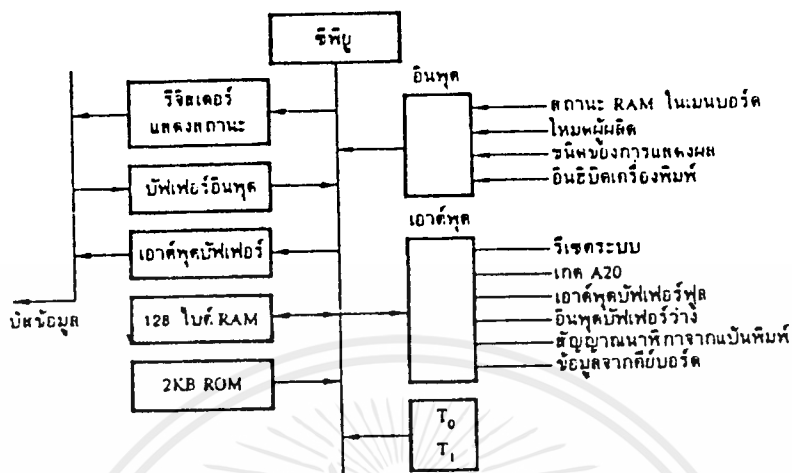 ซีพียู
อินพุต
รีจิสเตอร์
แสดงสถานะ
สถานะ RAM ในเมนบอร์ด
โหมดผู้ผลิต
ชนิดของการแสดงผล
อินฮิบิตเครื่องพิมพ์
บัฟเฟอร์อินพุต
เอาต์พุต
เอาต์พุตบัฟเฟอร์
รีเซตระบบ
เกต A20
เอาต์พุตบัฟเฟอร์ฟูล
อินพุตบัฟเฟอร์ว่าง
สัญญาณนาฬิกาจากแป้นพิมพ์
ข้อมูลจากคีย์บอร์ด
บัสข้อมูล
128 ไบต์ RAM
2KB ROM
T0
T1